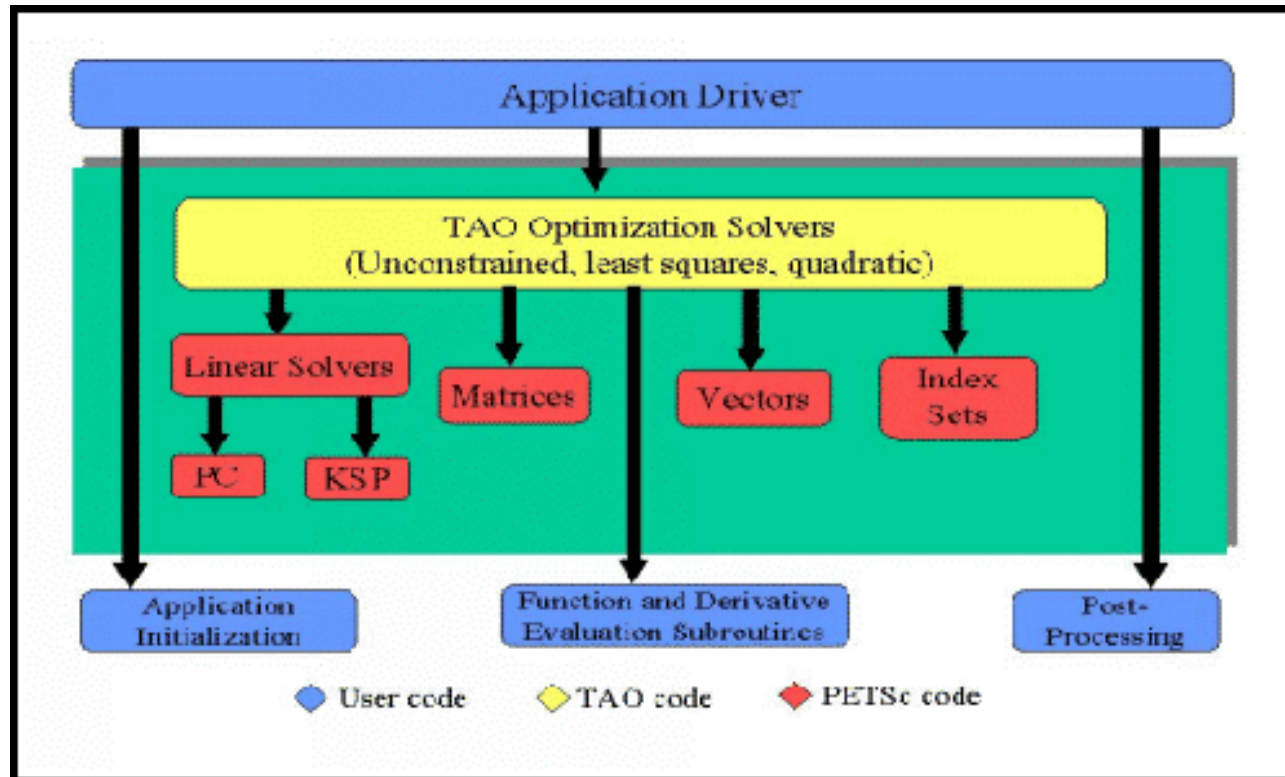 Application Driver
TAO Optimization Solvers
(Unconstrained, least squares, quadratic)
Linear Solvers
Matrices
Vectors
Index
Sets
PC
KSP
Application
Initialization
Function and Derivative
Evaluation Subroutines
Post-
Processing
User code
TAO code
PETSc code